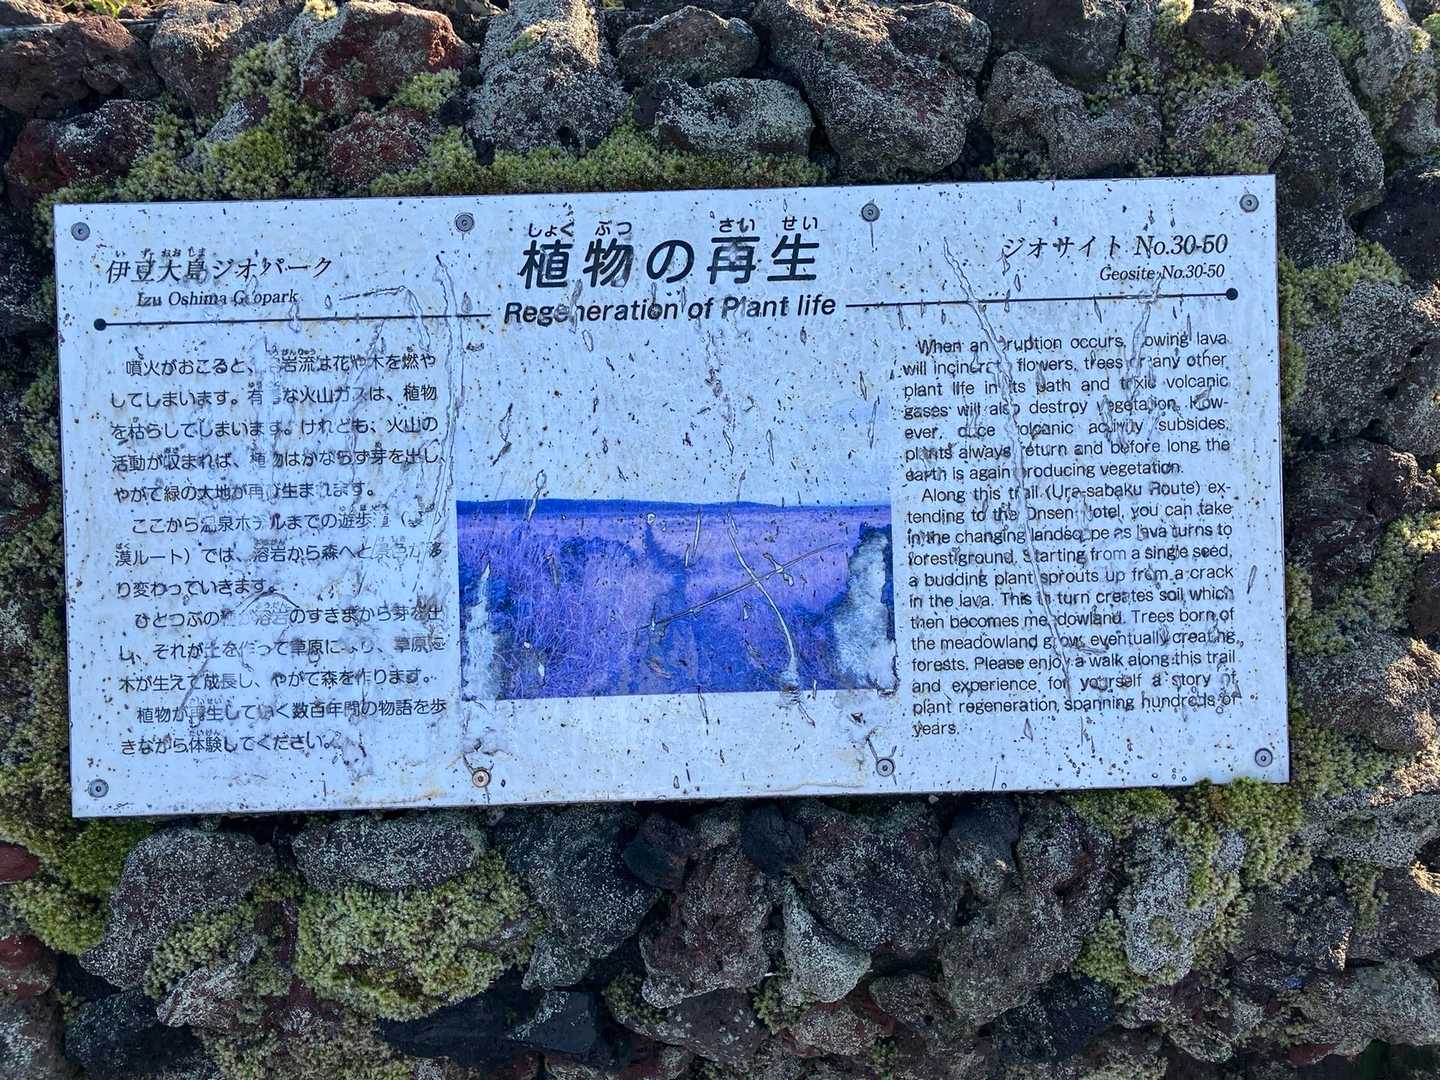 伊豆大島ジオパーク
Izu Oshima Geopark
しょく ぶつ さい せい
植物の再生
Regeneration of Plant life
ジオサイト No.30-50
Geosite No.30-50
噴火がおこると、岩流は花や木を燃や
してしまいます。有な火山ガスは、植物
を枯らしてしまいます。けれども、火山の
活動が収まれば、植物はかならず芽を出し、
やがて緑の大地が再び生まれます。
ここから温泉ホテルまでの遊歩
漠ルート）では、溶岩から森へと景色が移
り変わっていきます。
ひとつぶの種が溶岩のすきまから芽を出
し、それが土を作って草原になり、草原に
木が生えて成長し、やがて森を作ります。
植物が再生していく数百年間の物語を歩
きながら体験してください。
When an eruption occurs, owing lava
will incinerate flowers, trees or any other
plant life in its path and toxic volcanic
gases will also destroy vegetation. How-
ever, once volcanic activity subsides,
plants always return and before long the
earth is again producing vegetation.
Along this trail (Ura-sabaku Route) ex-
tending to the Onsen Hotel, you can take
in the changing landscape as lava turns to
forest ground. Starting from a single seed,
a budding plant sprouts up from a crack
in the lava. This in turn creates soil which
then becomes meadowland. Trees born of
the meadowland grow, eventually creating
forests. Please enjoy a walk along this trail
and experience for yourself a story of
plant regeneration spanning hundreds of
years.